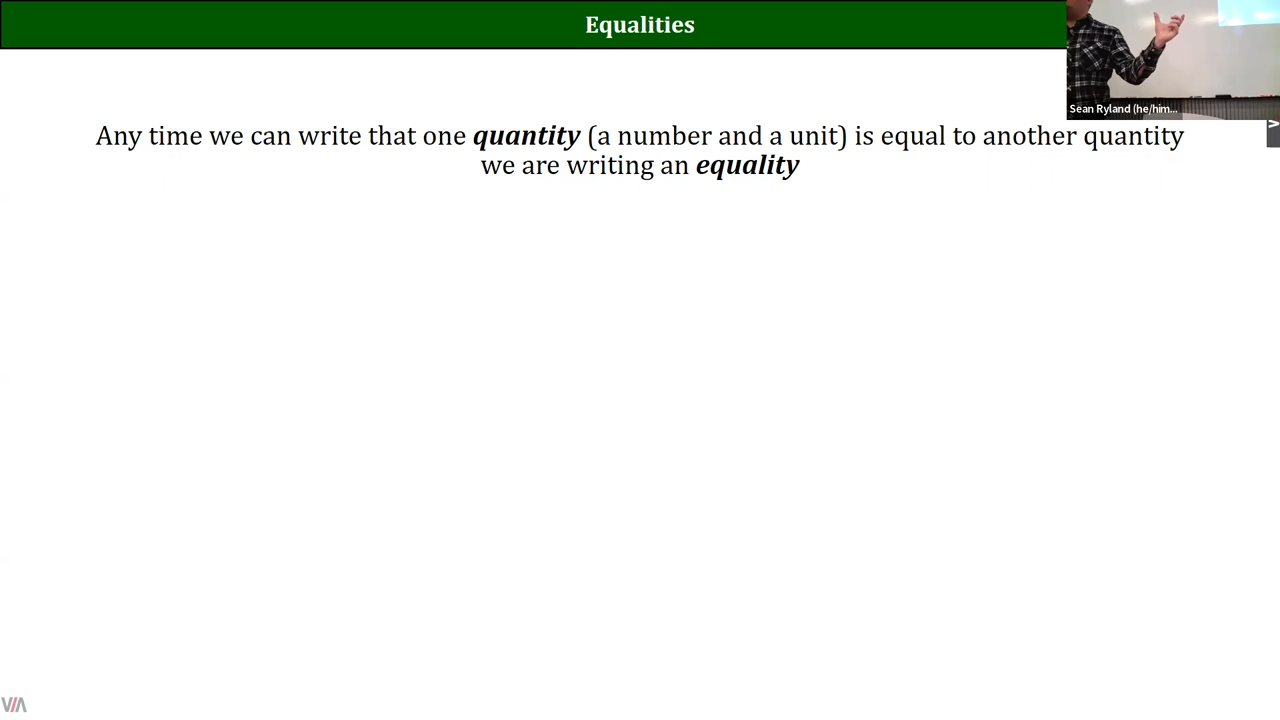 Equalities
Sean Ryland (he/him...
Any time we can write that one quantity (a number and a unit) is equal to another quantity
we are writing an equality
VIA